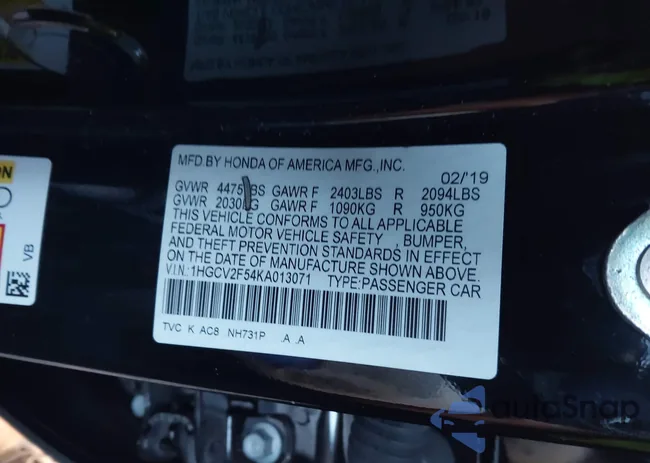 MFD.BY HONDA OF AMERICA MFG.,INC.
02/'19
GVWR 4475LBS GAWR F 2403LBS R 2094LBS
GVWR 2030KG GAWR F 1090KG R 950KG
THIS VEHICLE CONFORMS TO ALL APPLICABLE
FEDERAL MOTOR VEHICLE SAFETY , BUMPER,
AND THEFT PREVENTION STANDARDS IN EFFECT
ON THE DATE OF MANUFACTURE SHOWN ABOVE.
V.I.N.:1HGCV2F54KA013071 TYPE:PASSENGER CAR
TVC K AC8 NH731P .A .A
VB
autoSnap